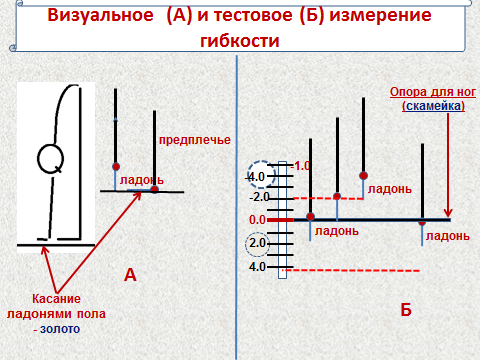 Визуальное (А) и тестовое (Б) измерение
гибкости
Опора для ног
(скамейка)
предплечье
ладонь
-1.0
-4.0
-2.0
0.0
2.0
4.0
ладонь
ладонь
ладонь
А
Касание
ладонями пола
- золото
Б